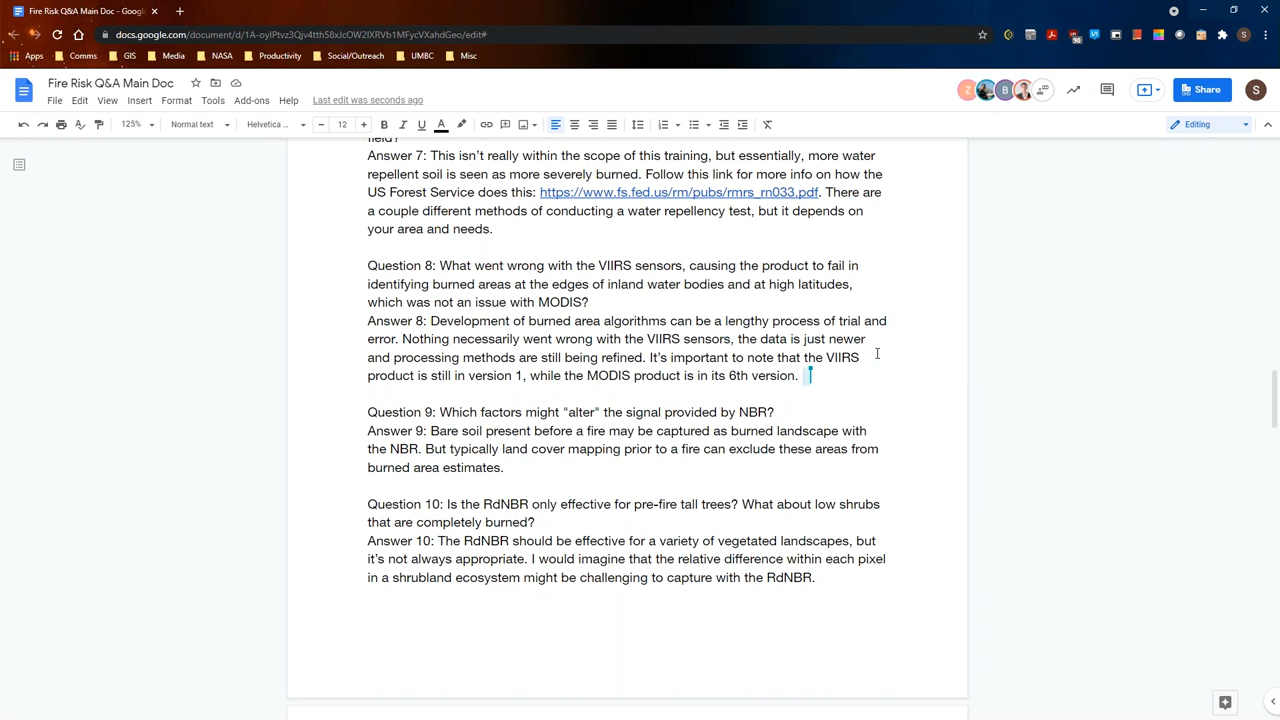 Fire Risk Q&A Main Doc - Googl
docs.google.com/document/d/1A-oyIPtvz3Qjv4tth58xJcOW2IXRVb1MFycVXahdGeo/edit#
Apps Comms GIS Media NASA Productivity Social/Outreach UMBC Misc
Fire Risk Q&A Main Doc
Z B Share S
File Edit View Insert Format Tools Add-ons Help Last edit was seconds ago
125% Normal text Helvetica ... 12 B I U A Editing
field?
Answer 7: This isn’t really within the scope of this training, but essentially, more water
repellent soil is seen as more severely burned. Follow this link for more info on how the
US Forest Service does this: https://www.fs.fed.us/rm/pubs/rmrs_rn033.pdf. There are
a couple different methods of conducting a water repellency test, but it depends on
your area and needs.
Question 8: What went wrong with the VIIRS sensors, causing the product to fail in
identifying burned areas at the edges of inland water bodies and at high latitudes,
which was not an issue with MODIS?
Answer 8: Development of burned area algorithms can be a lengthy process of trial and
error. Nothing necessarily went wrong with the VIIRS sensors, the data is just newer
and processing methods are still being refined. It’s important to note that the VIIRS
product is still in version 1, while the MODIS product is in its 6th version.
Question 9: Which factors might "alter" the signal provided by NBR?
Answer 9: Bare soil present before a fire may be captured as burned landscape with
the NBR. But typically land cover mapping prior to a fire can exclude these areas from
burned area estimates.
Question 10: Is the RdNBR only effective for pre-fire tall trees? What about low shrubs
that are completely burned?
Answer 10: The RdNBR should be effective for a variety of vegetated landscapes, but
it’s not always appropriate. I would imagine that the relative difference within each pixel
in a shrubland ecosystem might be challenging to capture with the RdNBR.